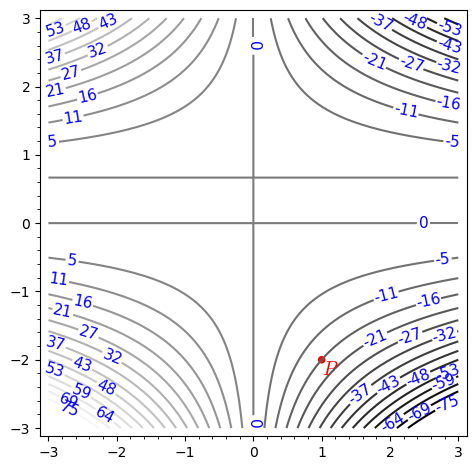 3 53 48 43 0 -37 -48 -53
37 32 -43
27 -27 -32
2 21 16 -21 -16
11 -11
5 -5
1
0 0
5 -5
-1 11 16 -11 -16
21 27 -21 -27 -32
-2 37 43 32 P
53 59 48 -37 -43 -48 -53 -59
69 75 64 -64 -69 -75
-3 0
-3 -2 -1 0 1 2 3